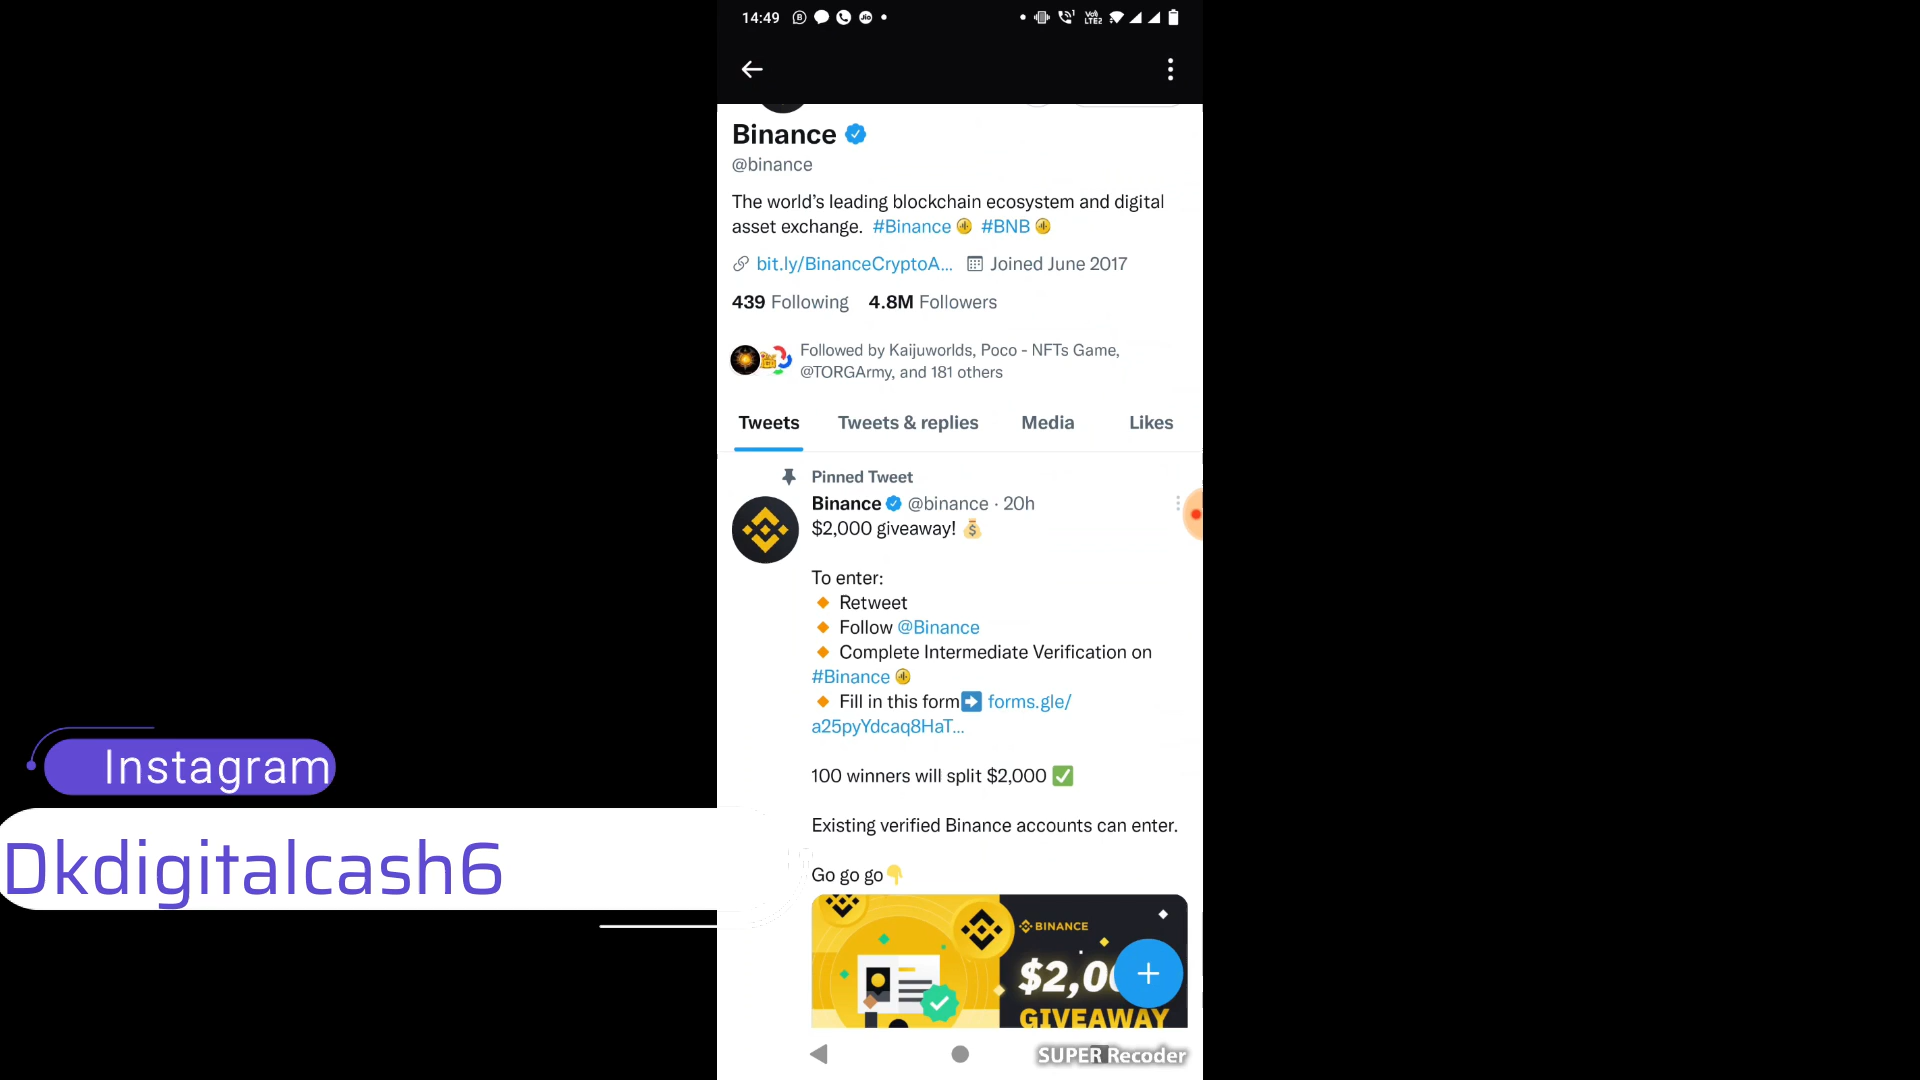 14:49
Binance
@binance
The world's leading blockchain ecosystem and digital
asset exchange. #Binance #BNB
bit.ly/BinanceCryptoA... Joined June 2017
439 Following 4.8M Followers
Followed by Kaijuworlds, Poco - NFTs Game,
@TORGArmy, and 181 others
Tweets Tweets & replies Media Likes
Pinned Tweet
Binance @binance · 20h
$2,000 giveaway! 💰
To enter:
🔸 Retweet
🔸 Follow @Binance
🔸 Complete Intermediate Verification on
#Binance
🔸 Fill in this form➡️ forms.gle/
a25pyYdcaq8HaT...
100 winners will split $2,000 ✅
Existing verified Binance accounts can enter.
Go go go👇
BINANCE
$2,0
GIVEAWAY
SUPER Recoder
Instagram
Dkdigitalcash6